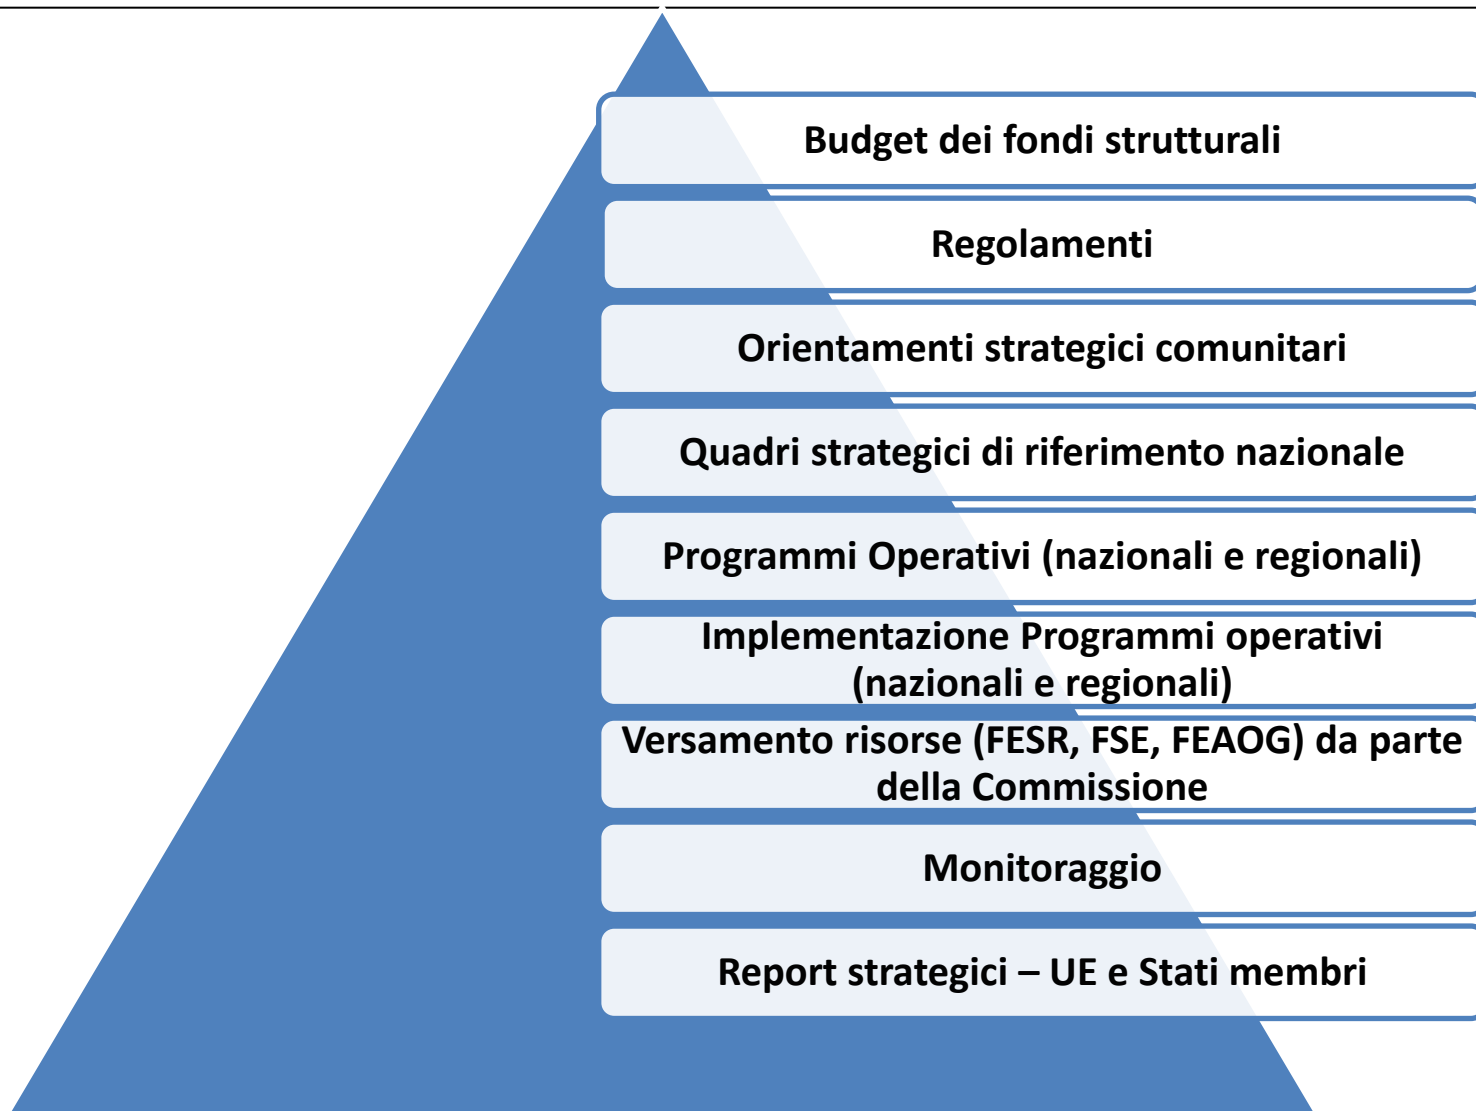 Budget dei fondi strutturali
Regolamenti
Orientamenti strategici comunitari
Quadri strategici di riferimento nazionale
Programmi Operativi (nazionali e regionali)
Implementazione Programmi operativi
(nazionali e regionali)
Versamento risorse (FESR, FSE, FEAOG) da parte
della Commissione
Monitoraggio
Report strategici – UE e Stati membri